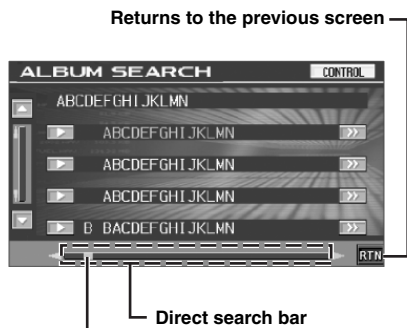 Returns to the previous screen
ALBUM SEARCH CONTROL
ABCDEFGHIJKLMN
ABCDEFGHIJKLMN
ABCDEFGHIJKLMN
ABCDEFGHIJKLMN
B BACDEFGHIJKLMN
RTN
Direct search bar